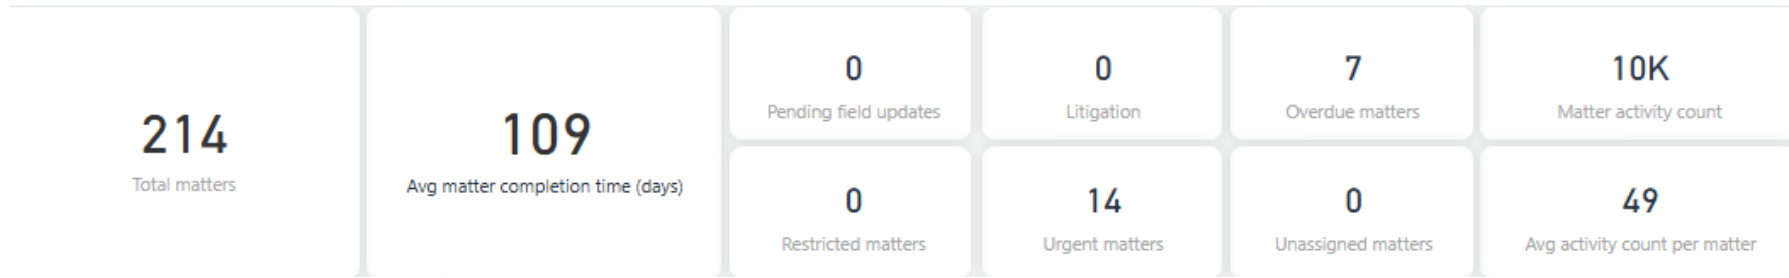 214
Total matters
109
Avg matter completion time (days)
0
Pending field updates
0
Litigation
7
Overdue matters
10K
Matter activity count
0
Restricted matters
14
Urgent matters
0
Unassigned matters
49
Avg activity count per matter